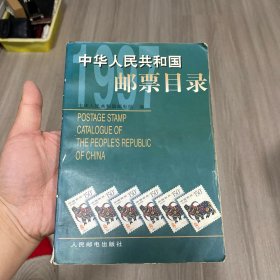 1997
中华人民共和国
邮票目录
POSTAGE STAMP
CATALOGUE OF
THE PEOPLE'S REPUBLIC
OF CHINA
人民邮电出版社